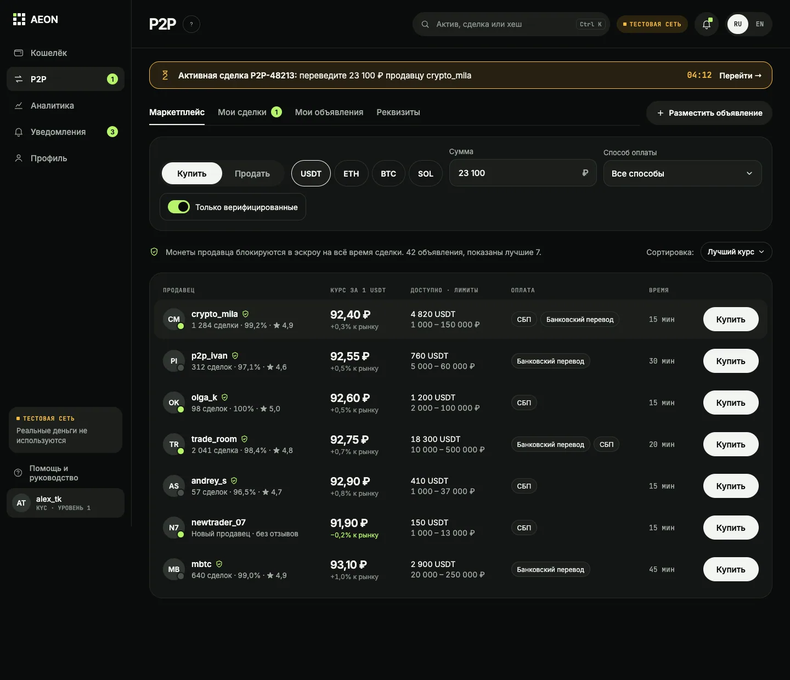 AEON
Кошелёк
P2P 1
Аналитика
Уведомления 3
Профиль
ТЕСТОВАЯ СЕТЬ
Реальные деньги не
используются
Помощь и
руководство
AT
alex_tk
KYC · УРОВЕНЬ 1
P2P ?
Актив, сделка или хеш
Ctrl K
ТЕСТОВАЯ СЕТЬ
RU EN
Активная сделка P2P-48213: переведите 23 100 ₽ продавцу crypto_mila
04:12 Перейти →
Маркетплейс Мои сделки 1 Мои объявления Реквизиты
+ Разместить объявление
Купить Продать
USDT ETH BTC SOL
Сумма
23 100 ₽
Способ оплаты
Все способы
Только верифицированные
Монеты продавца блокируются в эскроу на всё время сделки. 42 объявления, показаны лучшие 7.
Сортировка: Лучший курс
ПРОДАВЕЦ КУРС ЗА 1 USDT ДОСТУПНО · ЛИМИТЫ ОПЛАТА ВРЕМЯ
CM crypto_mila 92,40 ₽ 4 820 USDT СБП Банковский перевод 15 мин Купить
1 284 сделки · 99,2% · ★ 4,9 +0,3% к рынку 1 000 – 150 000 ₽
PI p2p_ivan 92,55 ₽ 760 USDT Банковский перевод 30 мин Купить
312 сделок · 97,1% · ★ 4,6 +0,5% к рынку 5 000 – 60 000 ₽
OK olga_k 92,60 ₽ 1 200 USDT СБП 15 мин Купить
98 сделок · 100% · ★ 5,0 +0,5% к рынку 2 000 – 100 000 ₽
TR trade_room 92,75 ₽ 18 300 USDT Банковский перевод СБП 20 мин Купить
2 041 сделка · 98,4% · ★ 4,8 +0,7% к рынку 10 000 – 500 000 ₽
AS andrey_s 92,90 ₽ 410 USDT СБП 15 мин Купить
57 сделок · 96,5% · ★ 4,7 +0,8% к рынку 1 000 – 37 000 ₽
N7 newtrader_07 91,90 ₽ 150 USDT СБП 15 мин Купить
Новый продавец · без отзывов −0,2% к рынку 1 000 – 13 000 ₽
MB mbtc 93,10 ₽ 2 900 USDT Банковский перевод 45 мин Купить
640 сделок · 99,0% · ★ 4,9 +1,0% к рынку 20 000 – 250 000 ₽